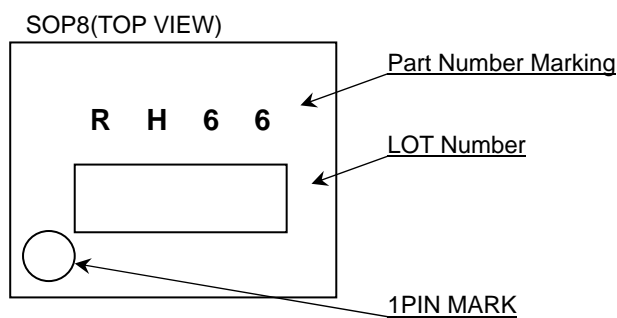 SOP8(TOP VIEW)
Part Number Marking
R H 6 6
LOT Number
1PIN MARK